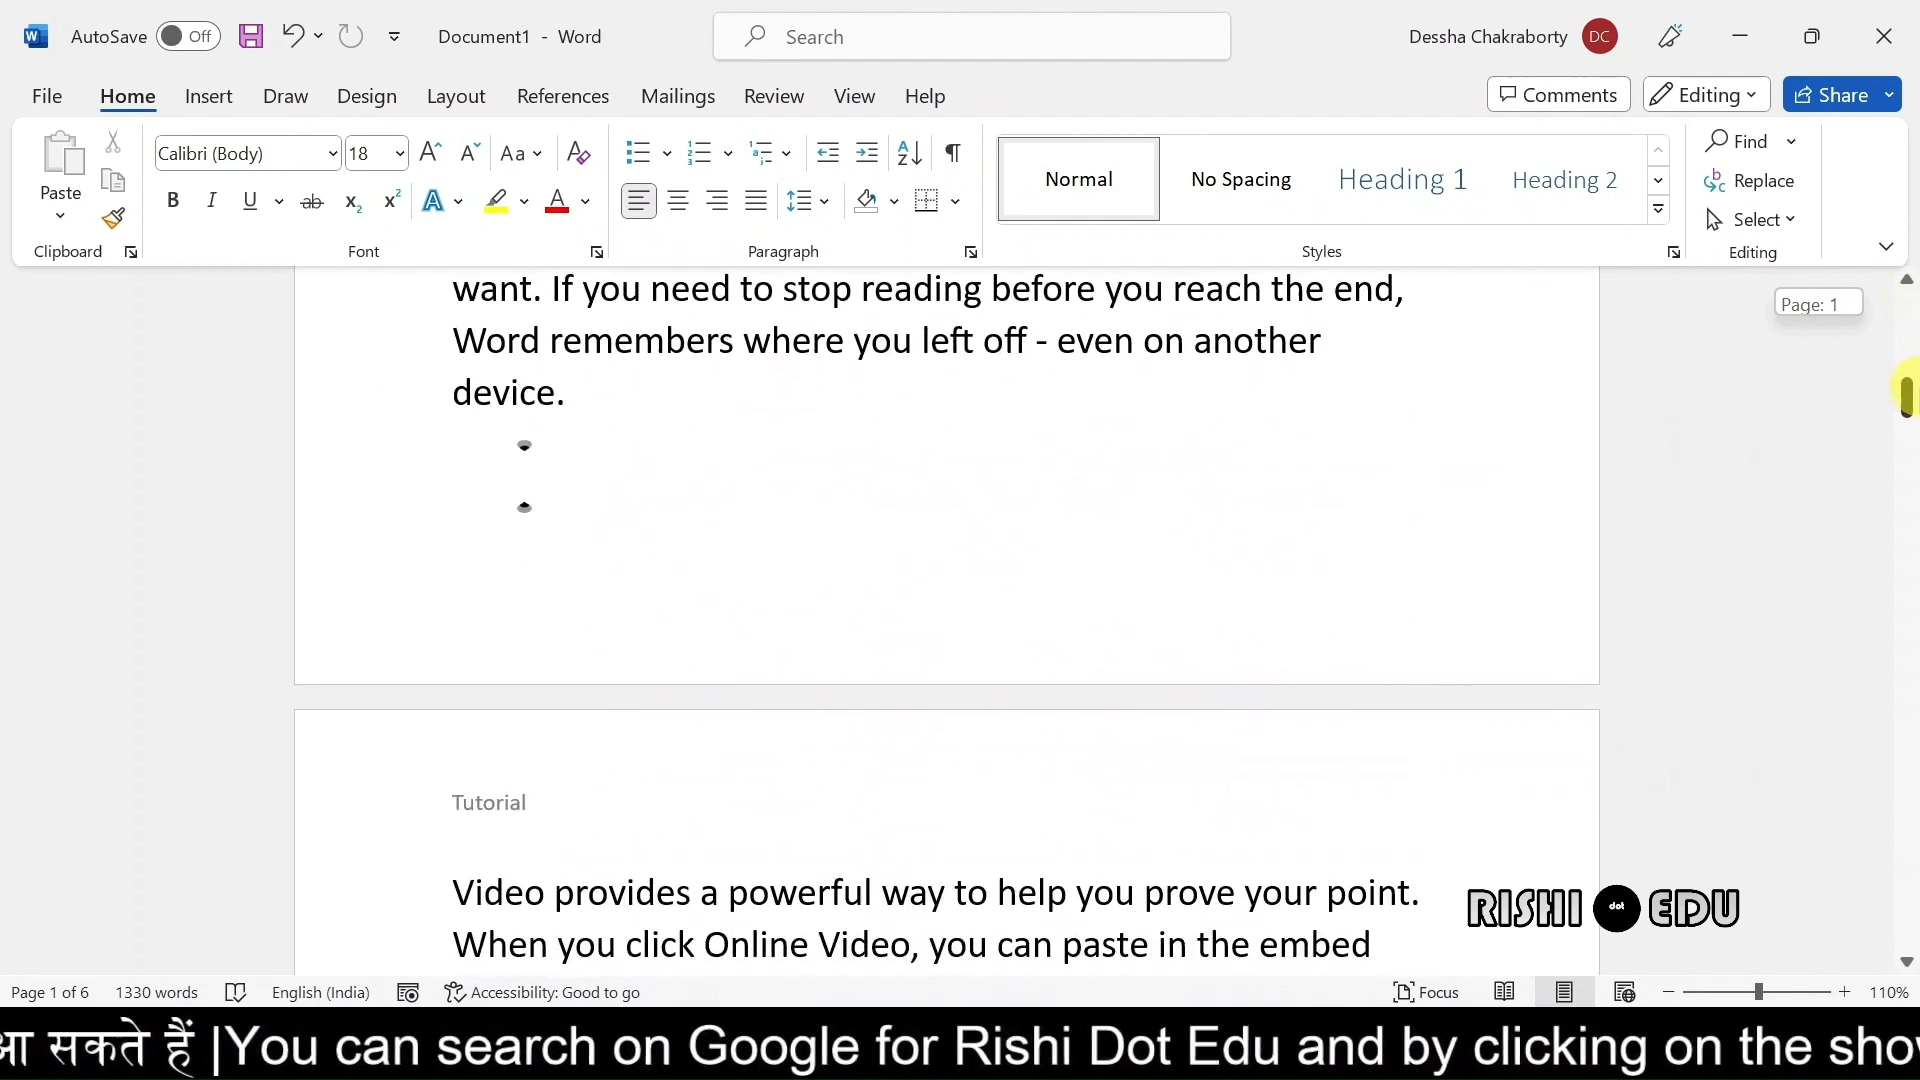 AutoSave Off Document1 - Word Search Dessha Chakraborty DC
File Home Insert Draw Design Layout References Mailings Review View Help Comments Editing Share
Paste Calibri (Body) 18 Aa Normal No Spacing Heading 1 Heading 2 Find Replace Select
Clipboard Font Paragraph Styles Editing
want. If you need to stop reading before you reach the end,
Word remembers where you left off - even on another
device.
Page: 1
Tutorial
Video provides a powerful way to help you prove your point.
When you click Online Video, you can paste in the embed
RISHI dot EDU
Page 1 of 6 1330 words English (India) Accessibility: Good to go Focus 110%
आ सकते हैं |You can search on Google for Rishi Dot Edu and by clicking on the show